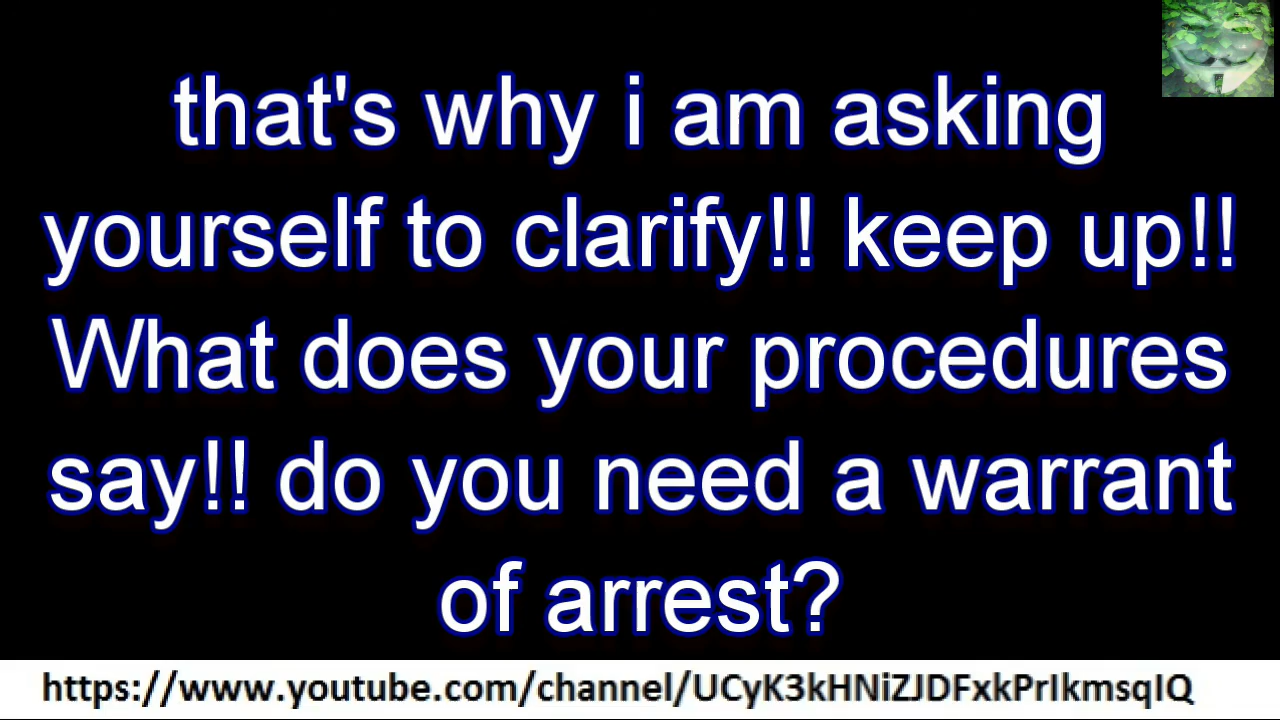 that's why i am asking
yourself to clarify!! keep up!!
What does your procedures
say!! do you need a warrant
of arrest?
https://www.youtube.com/channel/UCyK3kHNiZJDFxkPrIkmsqIQ